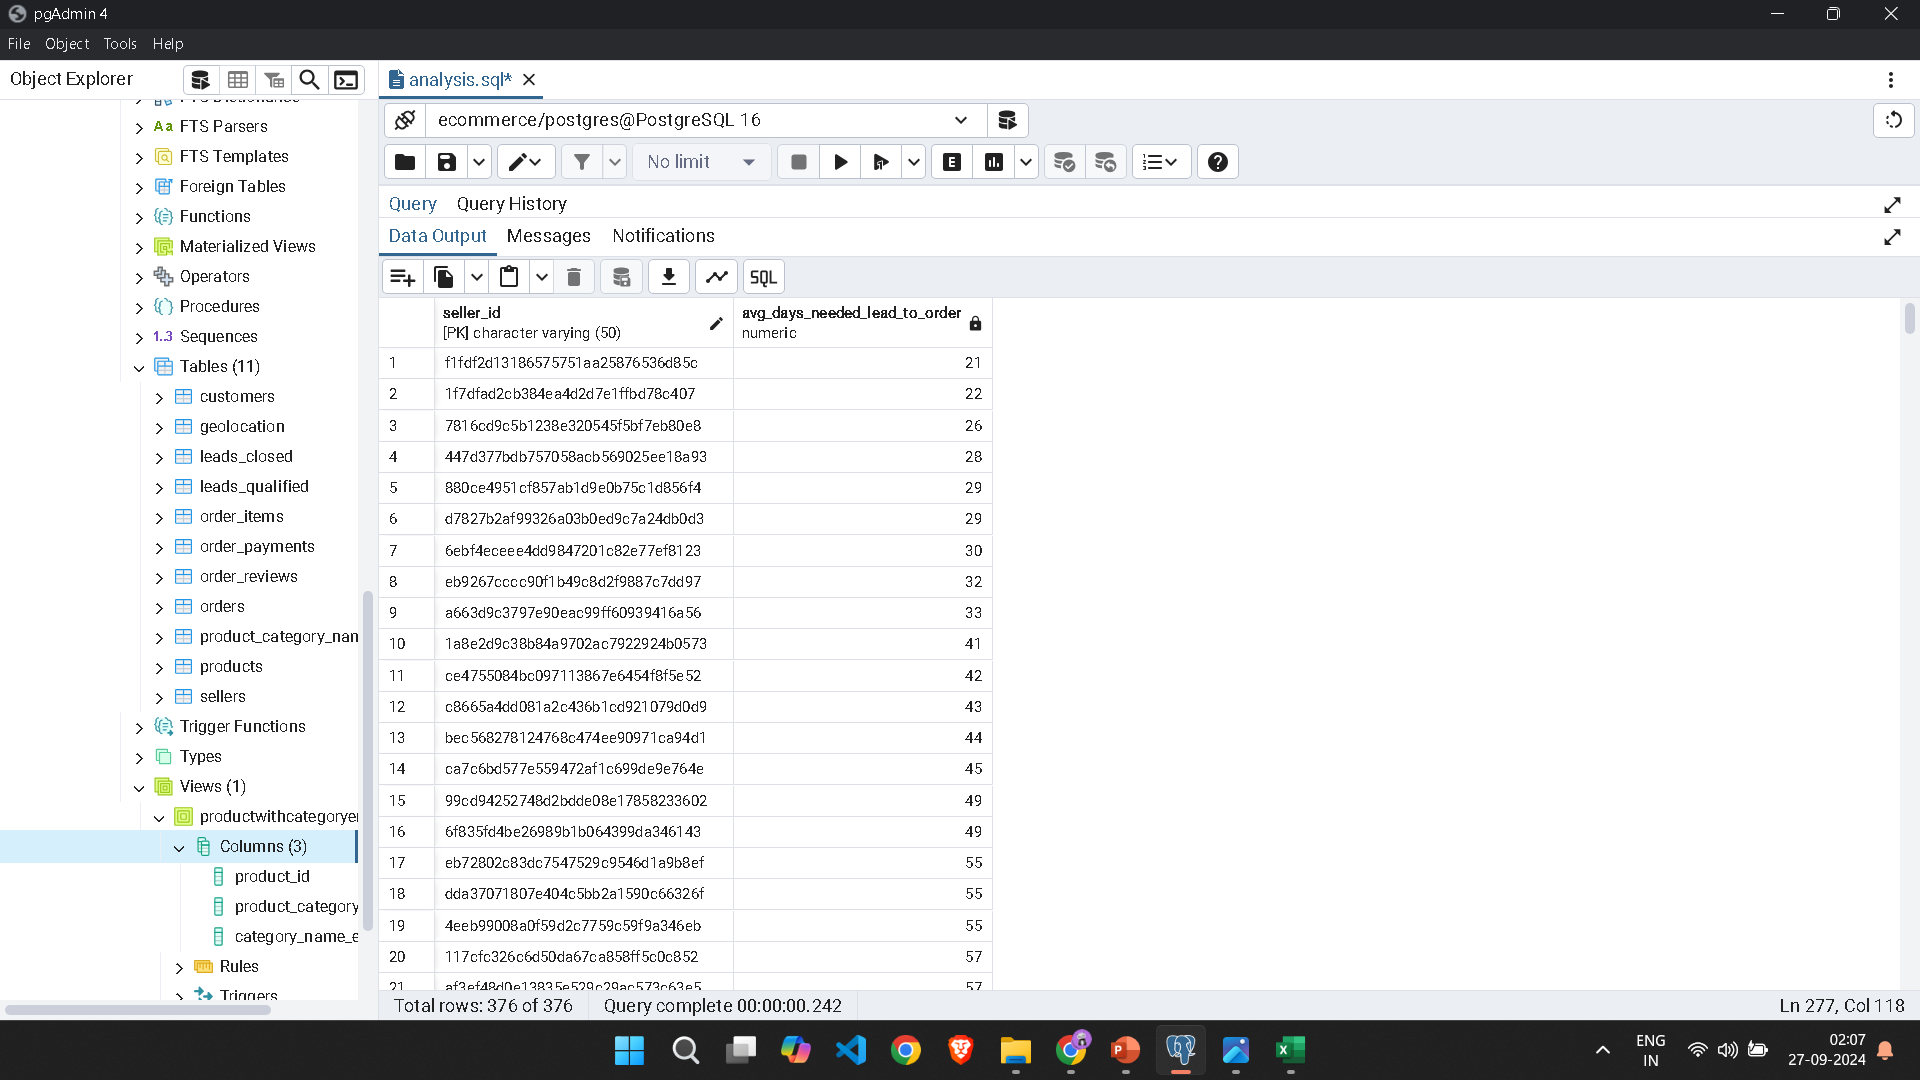 pgAdmin 4
File Object Tools Help
Object Explorer
FTS Parsers
FTS Templates
Foreign Tables
Functions
Materialized Views
Operators
Procedures
1..3 Sequences
Tables (11)
customers
geolocation
leads_closed
leads_qualified
order_items
order_payments
order_reviews
orders
product_category_nan
products
sellers
Trigger Functions
Types
Views (1)
productwithcategorye
Columns (3)
product_id
product_category_
category_name_e
Rules
Triggers
analysis.sql*
ecommerce/postgres@PostgreSQL 16
No limit
Query Query History
Data Output Messages Notifications
SQL
seller_id avg_days_needed_lead_to_order
[PK] character varying (50) numeric
1 f1fdf2d13186575751aa25876536d85c 21
2 1f7dfad2cb384ea4d2d7e1ffbd78c407 22
3 7816cd9c5b1238e320545f5bf7eb80e8 26
4 447d377bdb757058acb569025ee18a93 28
5 880ce4951cf857ab1d9e0b75c1d856f4 29
6 d7827b2af99326a03b0ed9c7a24db0d3 29
7 6ebf4eceee4dd9847201c82e77ef8123 30
8 eb9267cccc90f1b49c8d2f9887c7dd97 32
9 a663d9c3797e90eac99ff60939416a56 33
10 1a8e2d9c38b84a9702ac7922924b0573 41
11 ce4755084bc097113867e6454f8f5e52 42
12 c8665a4dd081a2c436b1cd921079d0d9 43
13 bec568278124768c474ee90971ca94d1 44
14 ca7c6bd577e559472af1c699de9e764e 45
15 99cd94252748d2bdde08e17858233602 49
16 6f835fd4be26989b1b064399da346143 49
17 eb72802c83dc7547529c9546d1a9b8ef 55
18 dda37071807e404c5bb2a1590c66326f 55
19 4eeb99008a0f59d2c7759c59f9a346eb 55
20 117cfc326c6d50da67ca858ff5c0c852 57
21 af3ef48d0e13835e529c29ac573c63e5 57
Total rows: 376 of 376 Query complete 00:00:00.242 Ln 277, Col 118
ENG
IN
02:07
27-09-2024